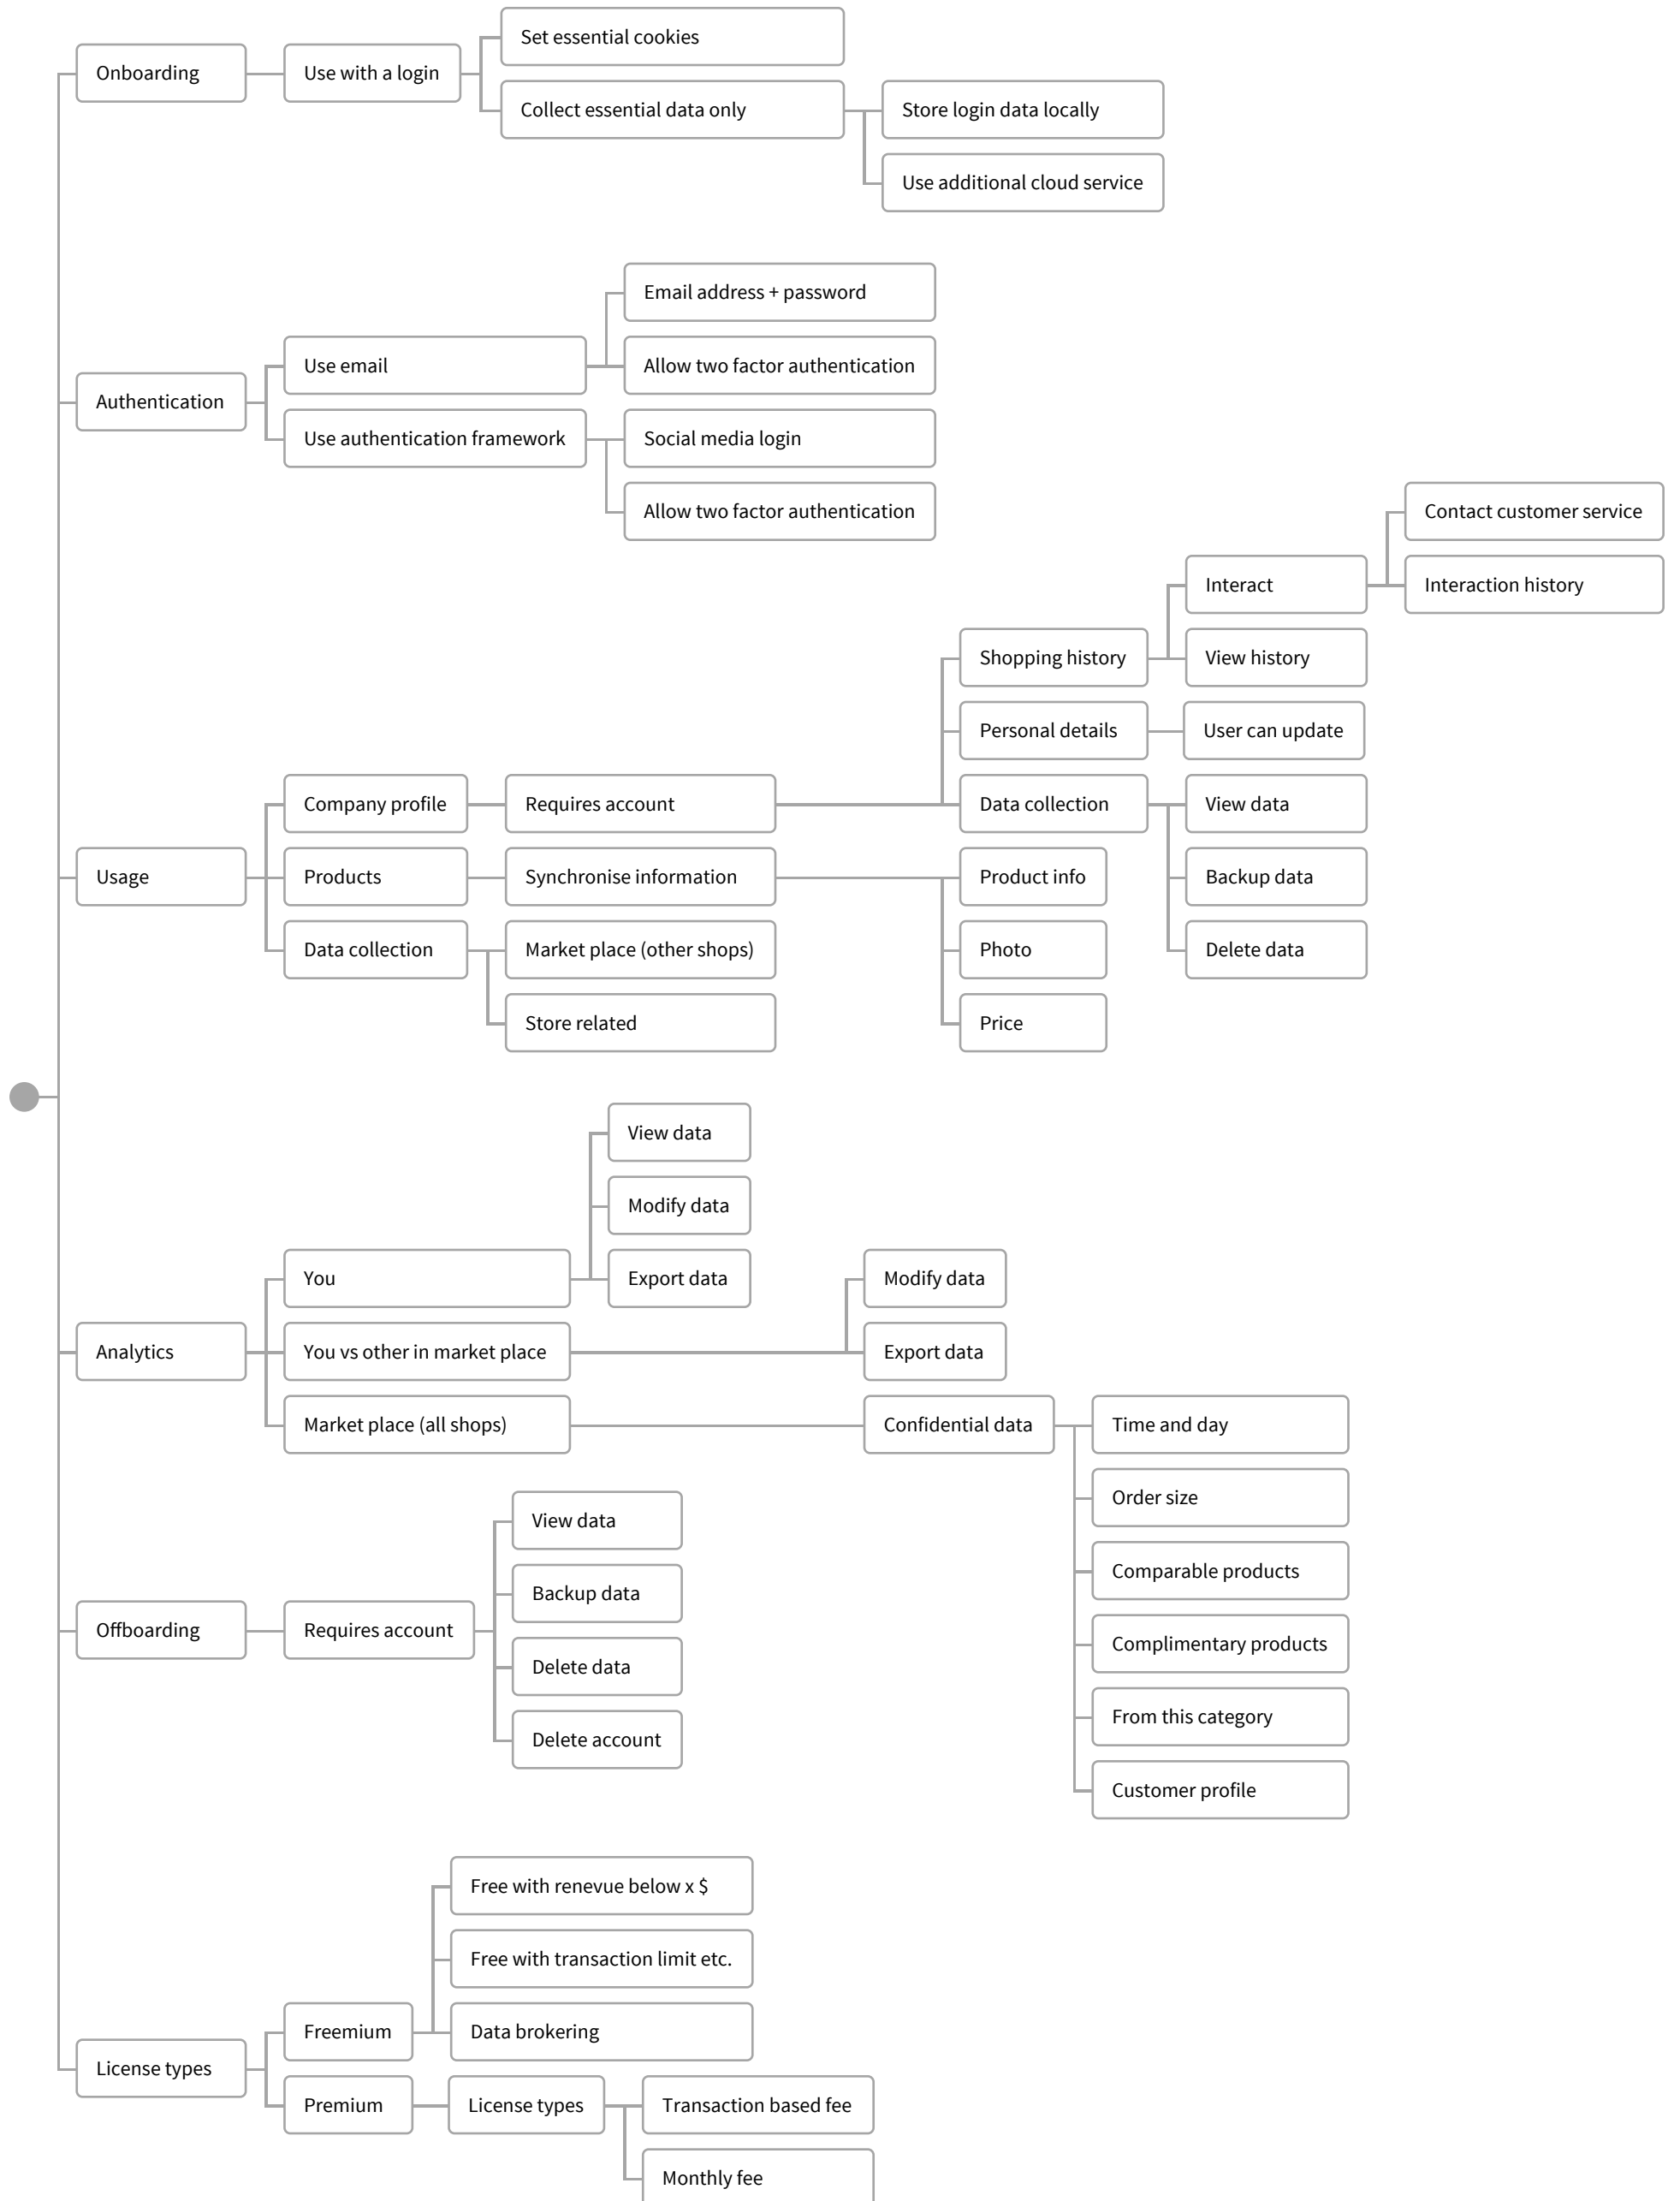 Set essential cookies
Onboarding
Use with a login
Collect essential data only
Store login data locally
Use additional cloud service
Email address + password
Use email
Allow two factor authentication
Authentication
Use authentication framework
Social media login
Allow two factor authentication
Contact customer service
Interact
Interaction history
Shopping history
View history
Personal details
User can update
Company profile
Requires account
Data collection
View data
Usage
Products
Synchronise information
Product info
Backup data
Data collection
Market place (other shops)
Photo
Delete data
Store related
Price
View data
Modify data
You
Export data
Modify data
Analytics
You vs other in market place
Export data
Market place (all shops)
Confidential data
Time and day
Order size
View data
Comparable products
Backup data
Offboarding
Requires account
Complimentary products
Delete data
From this category
Delete account
Customer profile
Free with renevue below x $
Free with transaction limit etc.
Freemium
Data brokering
License types
Premium
License types
Transaction based fee
Monthly fee